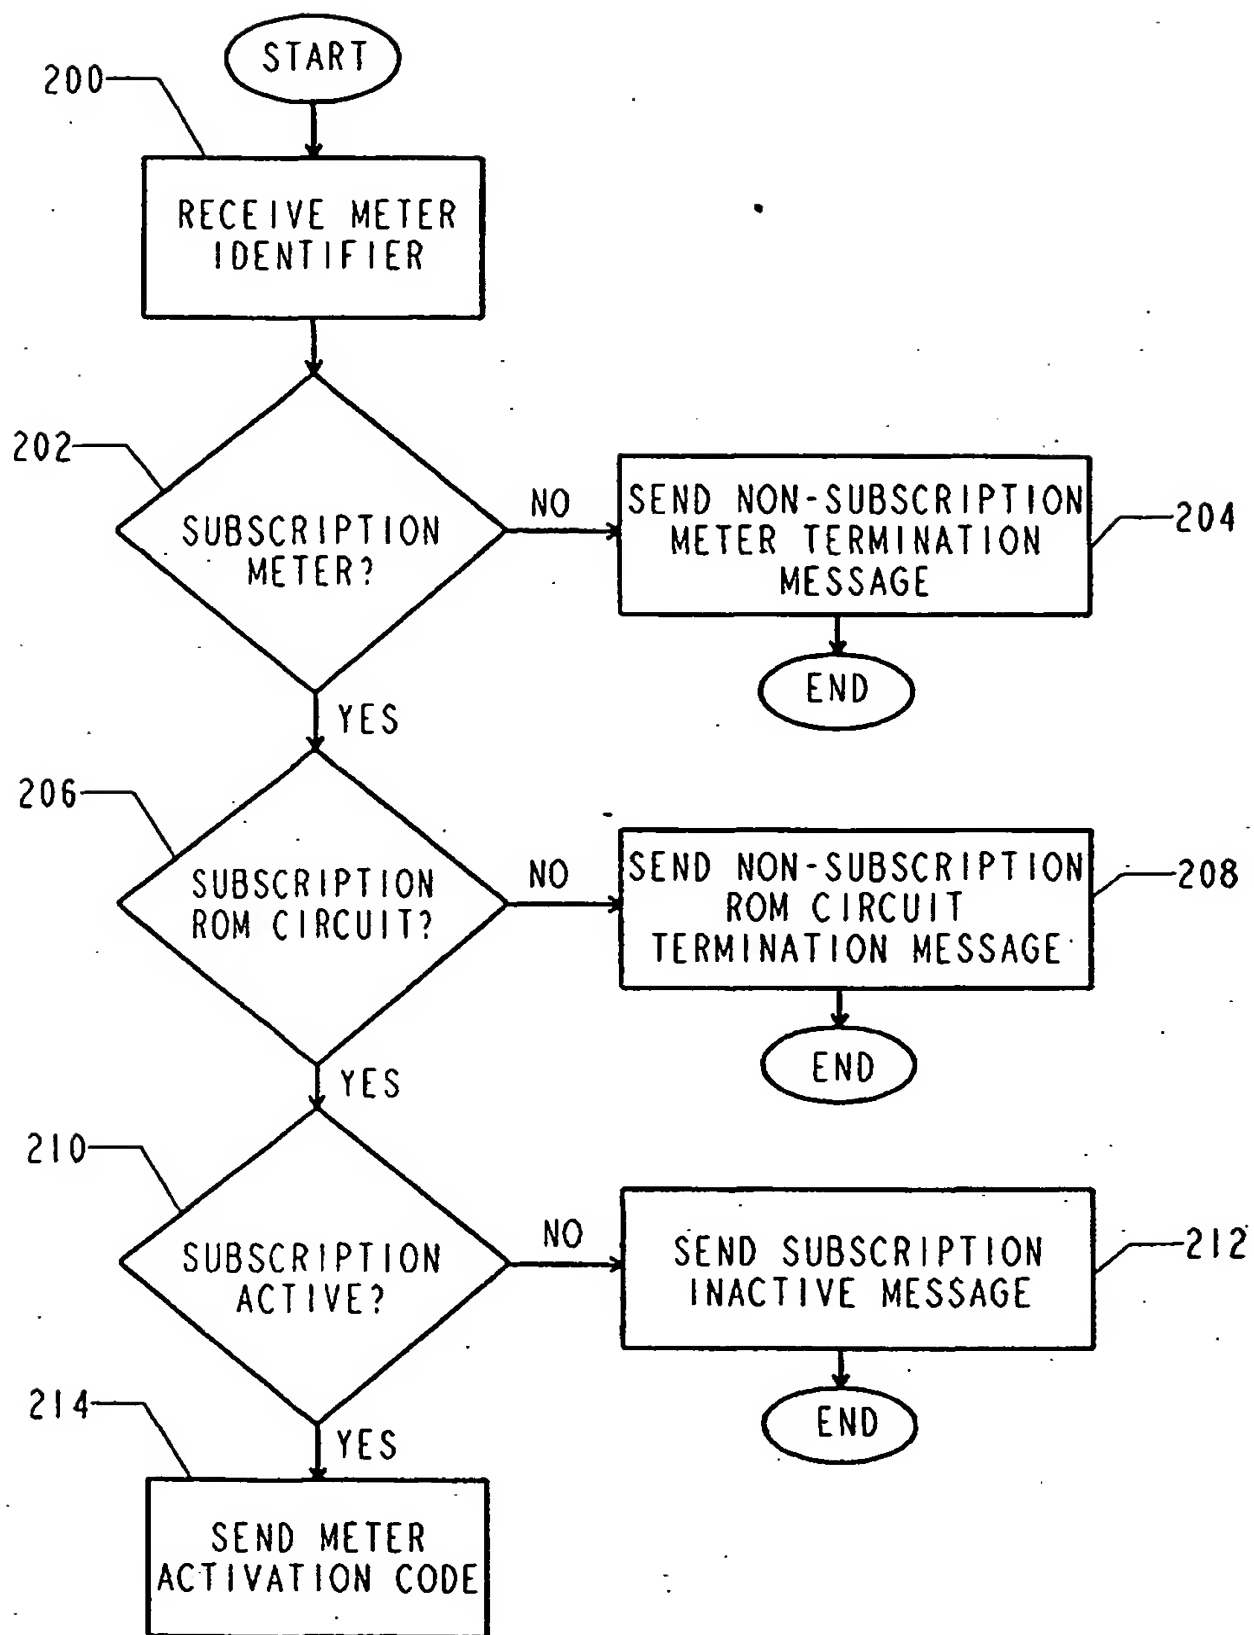 START
200
RECEIVE METER
IDENTIFIER
202
SUBSCRIPTION
METER?
NO
SEND NON-SUBSCRIPTION
METER TERMINATION
MESSAGE
204
END
YES
206
SUBSCRIPTION
ROM CIRCUIT?
NO
SEND NON-SUBSCRIPTION
ROM CIRCUIT
TERMINATION MESSAGE
208
END
YES
210
SUBSCRIPTION
ACTIVE?
NO
SEND SUBSCRIPTION
INACTIVE MESSAGE
212
END
YES
214
SEND METER
ACTIVATION CODE